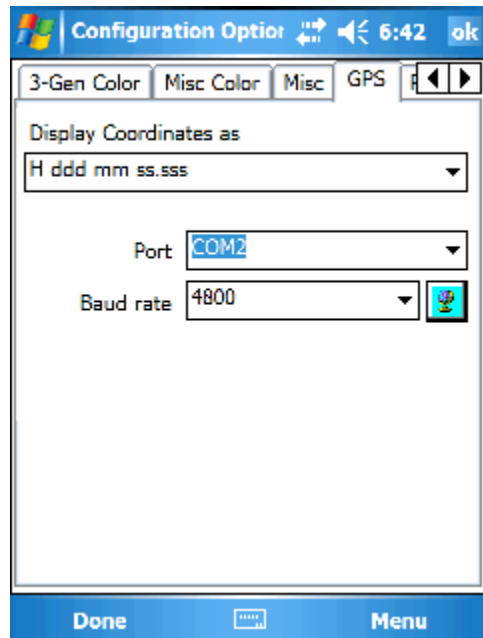 Configuration Option 6:42 ok
3-Gen Color Misc Color Misc GPS
Display Coordinates as
H ddd mm ss.sss
Port COM2
Baud rate 4800
Done Menu